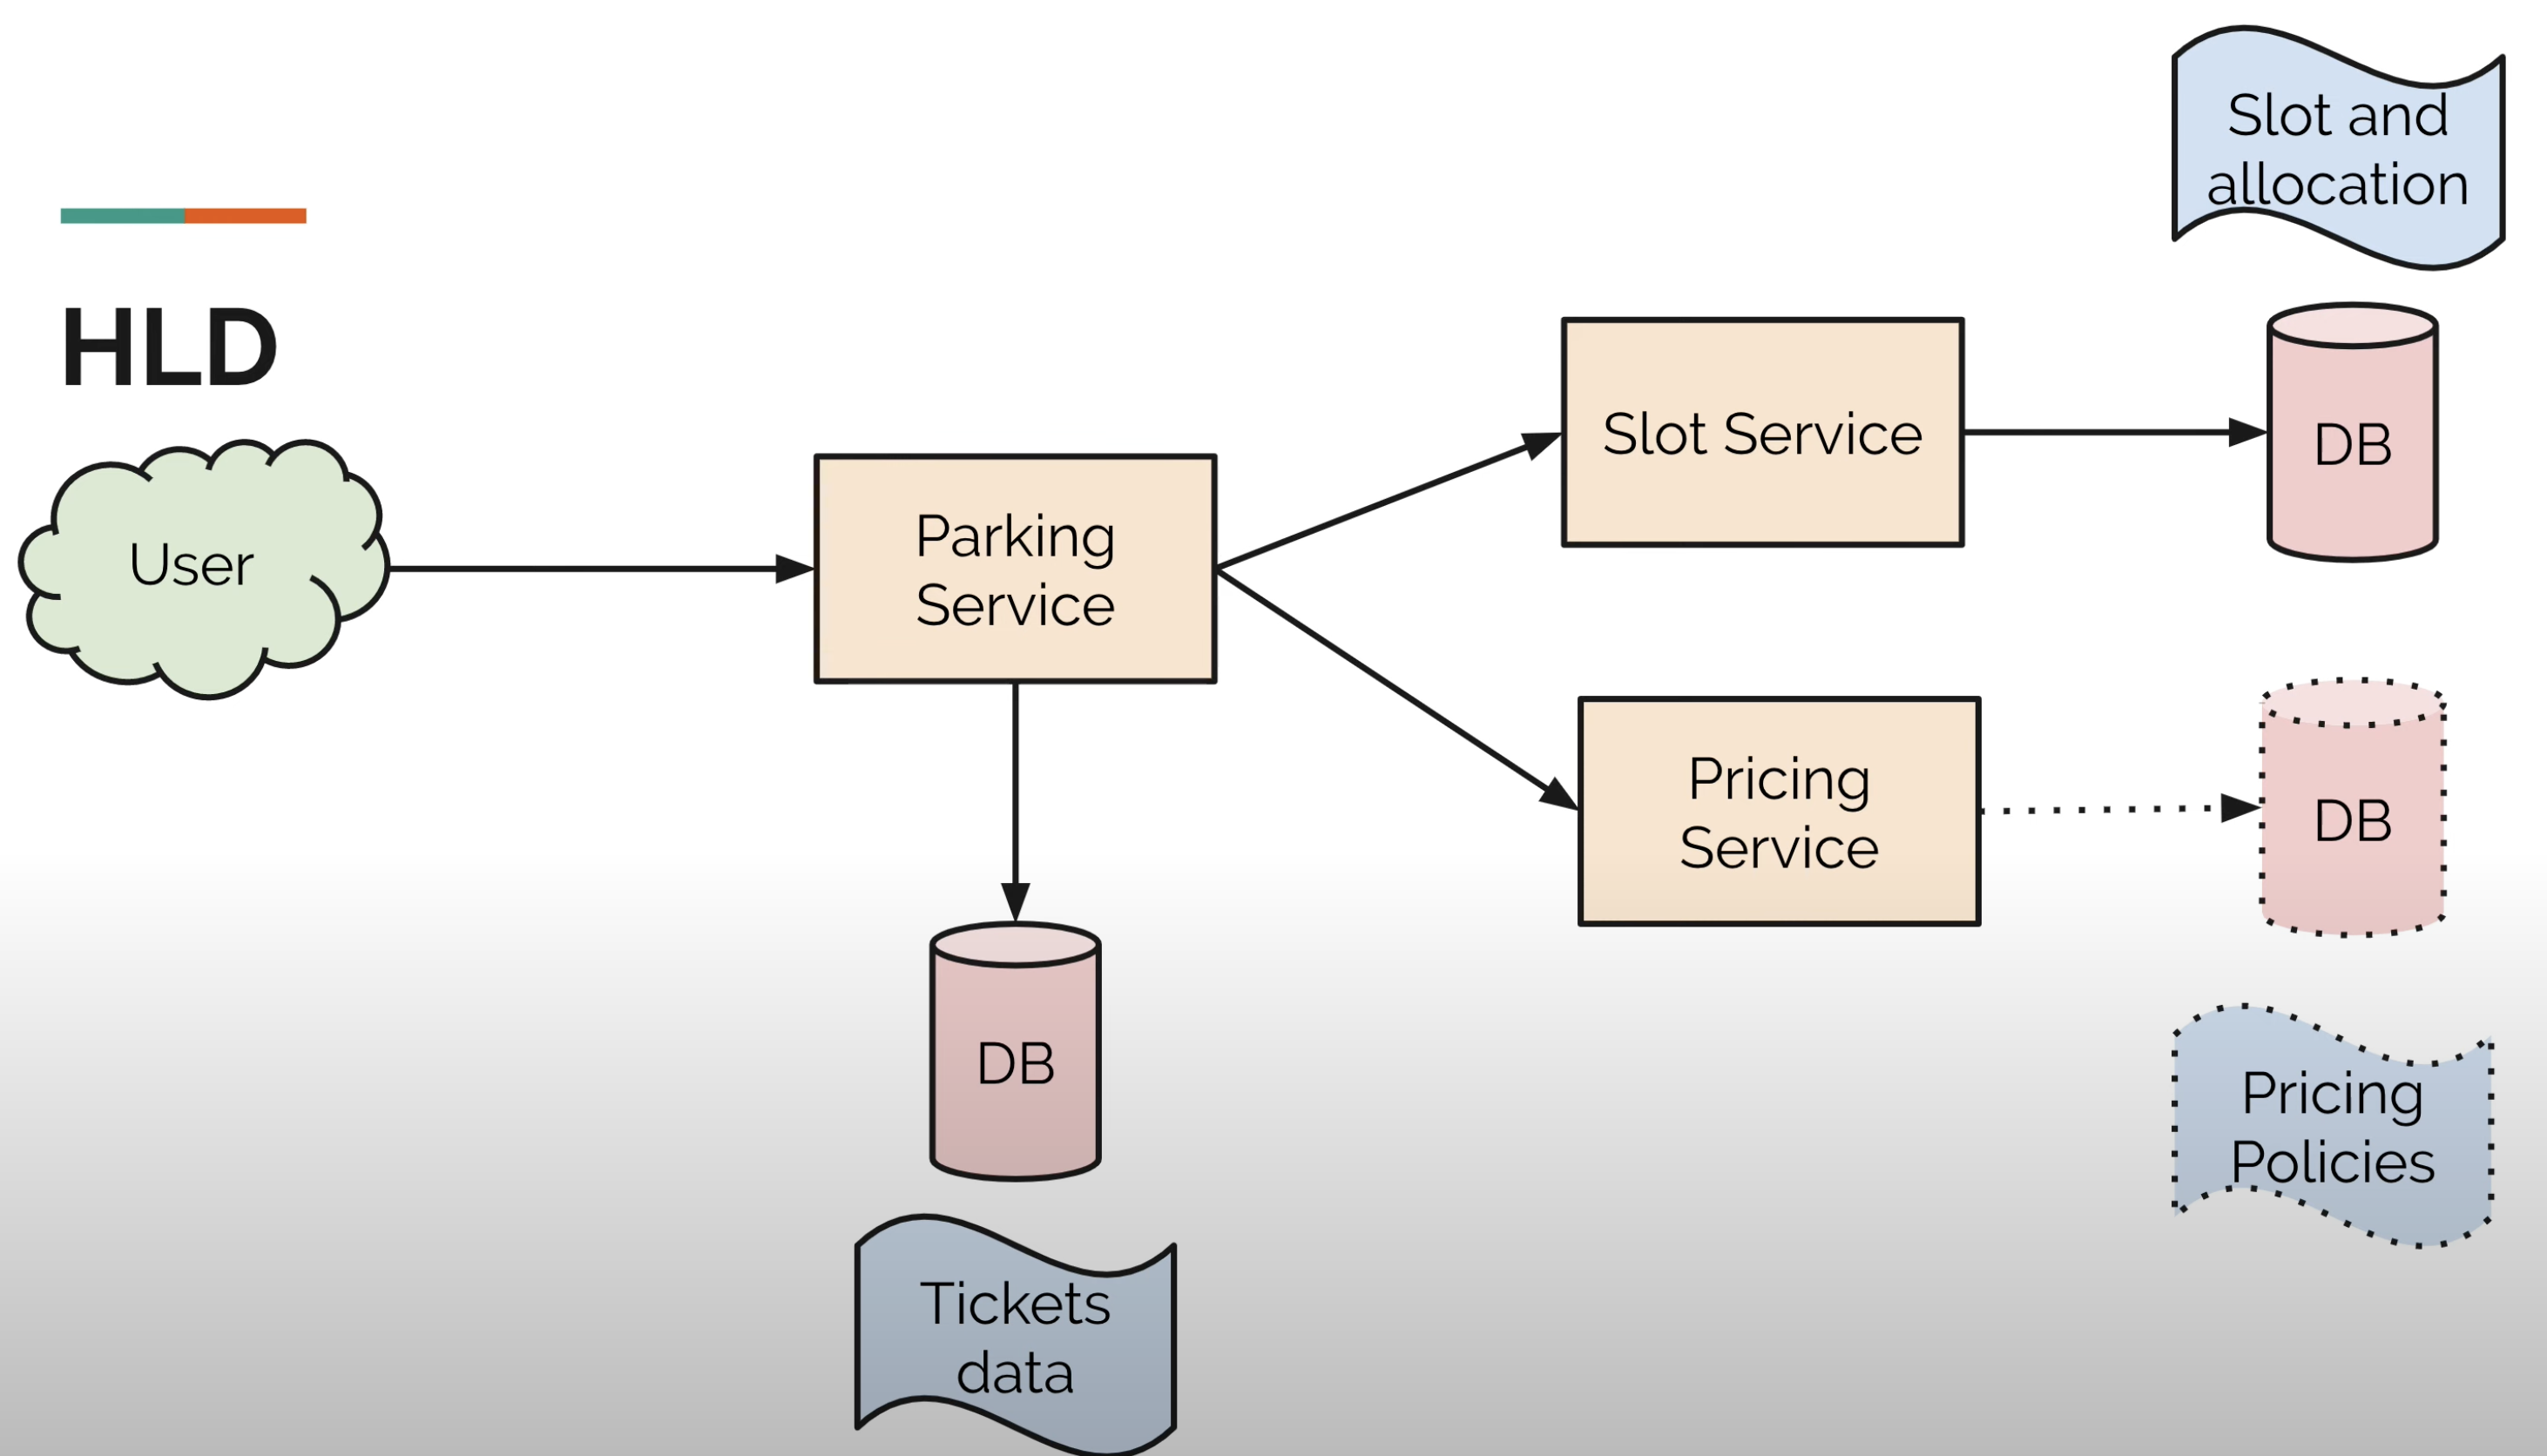 HLD
User
Parking
Service
Slot Service
DB
Slot and
allocation
Pricing
Service
DB
Pricing
Policies
DB
Tickets
data